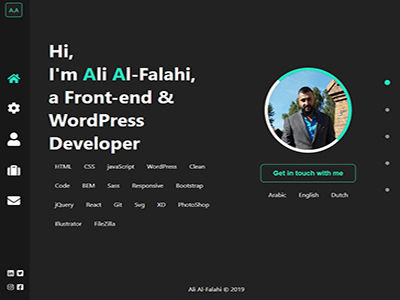 AA
Hi,
I'm Ali Al-Falahi,
a Front-end &
WordPress
Developer
HTML CSS javaScript WordPress Clean
Code BEM Sass Responsive Bootstrap
jQuery React Git Svg XD PhotoShop
Illustrator FileZilla
Get in touch with me
Arabic English Dutch
Ali Al-Falahi © 2019